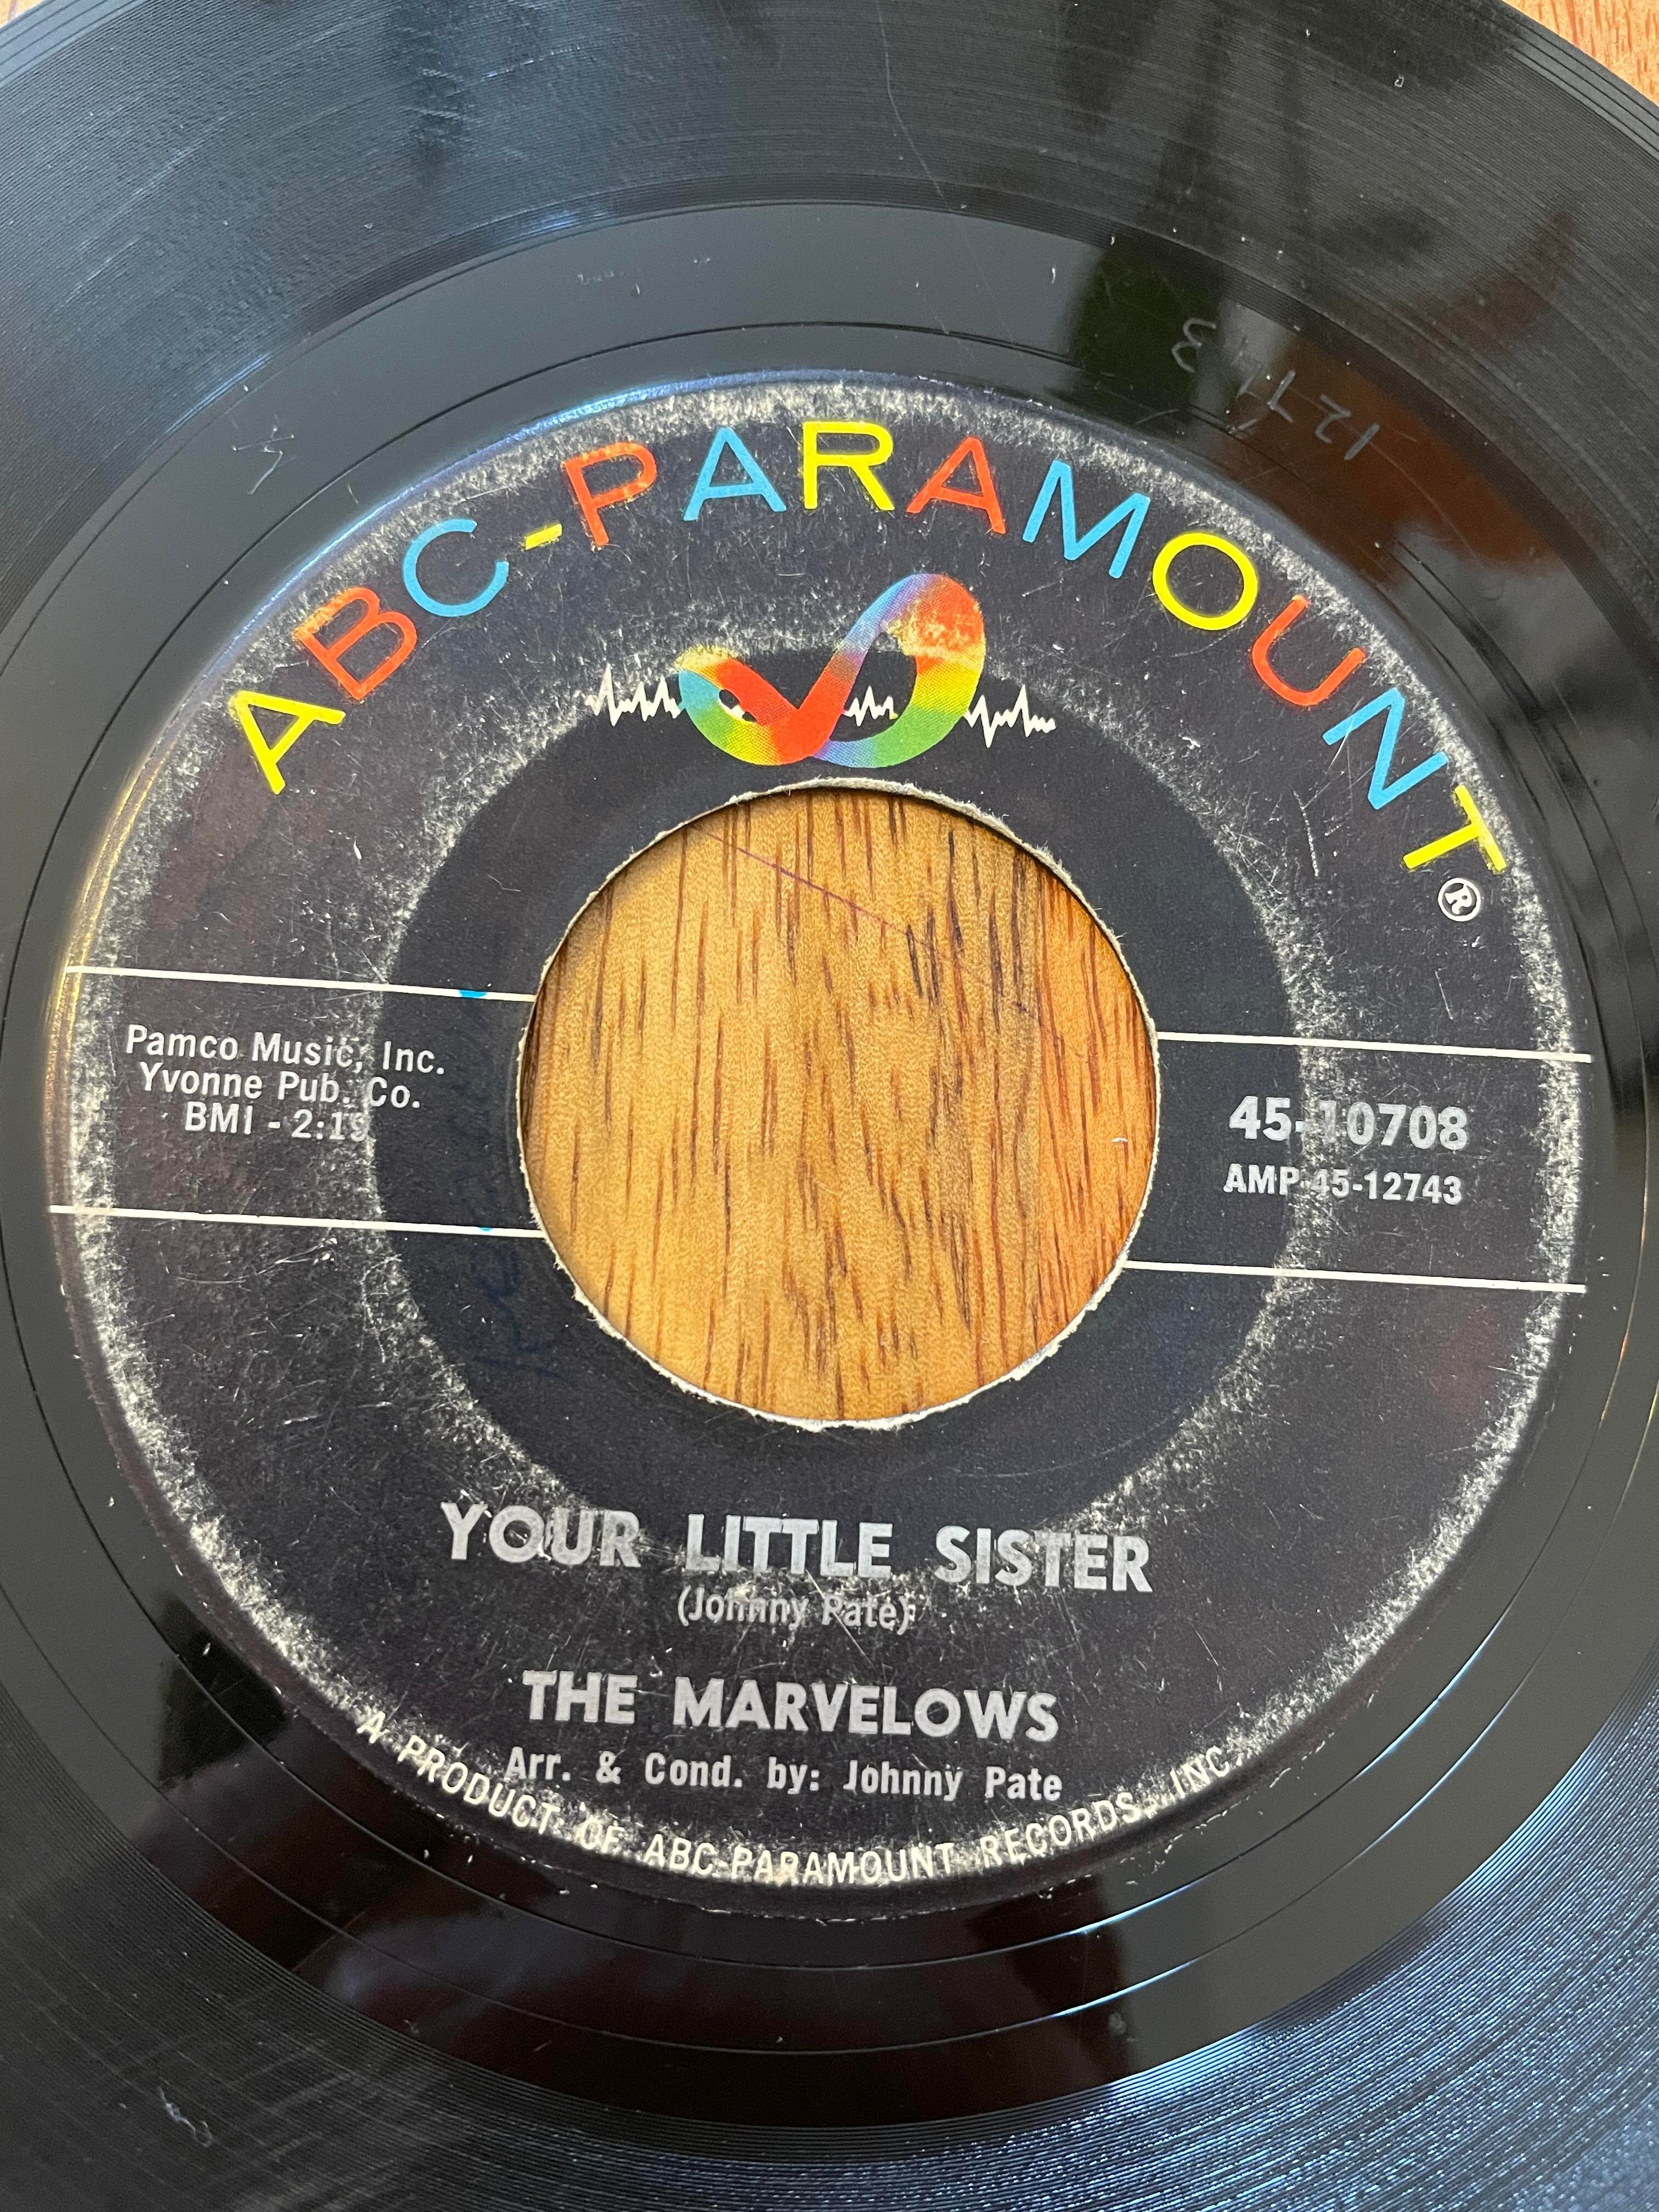 ABC-PARAMOUNT®
Pamco Music, Inc.
Yvonne Pub. Co.
BMI - 2:19
45-10708
AMP 45-12743
YOUR LITTLE SISTER
(Johnny Pate)
THE MARVELOWS
Arr. & Cond. by: Johnny Pate
A PRODUCT OF ABC-PARAMOUNT RECORDS, INC.
12743